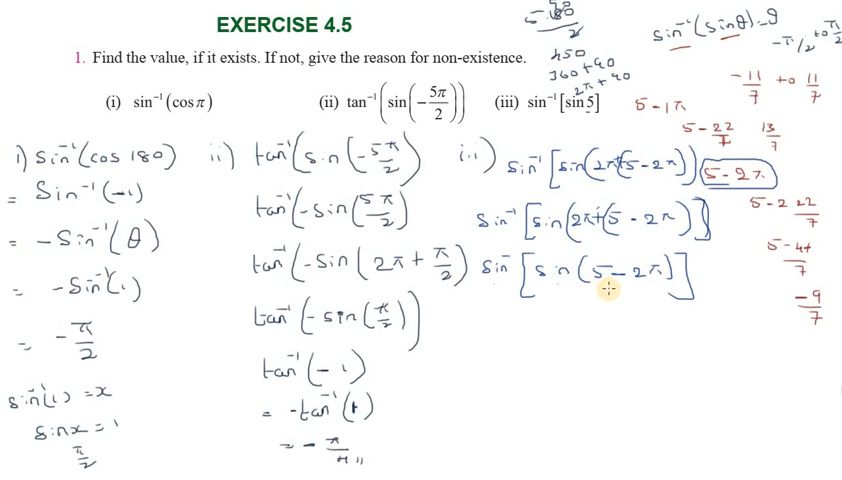 EXERCISE 4.5
1. Find the value, if it exists. If not, give the reason for non-existence.
(i) sin⁻¹(cos π) (ii) tan⁻¹(sin(-5π/2)) (iii) sin⁻¹[sin 5]
450
360+90
2π+90
sin⁻¹(sinθ)=θ
-π/2 to π/2
-11/7 to 11/7
5-1π
5-22/7 13/7
5-2π
5-2 22/7
5-44/7
-9/7
i) sin⁻¹(cos 180)
= Sin⁻¹(-1)
= -Sin⁻¹(θ)
= -Sin⁻¹(1)
= -π/2
sin⁻¹(1)=x
sinx=1
π/2
ii) tan⁻¹(sin(-5π/2))
tan⁻¹(-sin(5π/2))
tan⁻¹(-sin(2π+π/2))
tan⁻¹(-sin(π/2))
tan⁻¹(-1)
= -tan⁻¹(1)
= -π/4 //
sin⁻¹[sin(2π+(5-2π))]
sin⁻¹[sin(2π+(5-2π))]
sin⁻[sin(5-2π)]